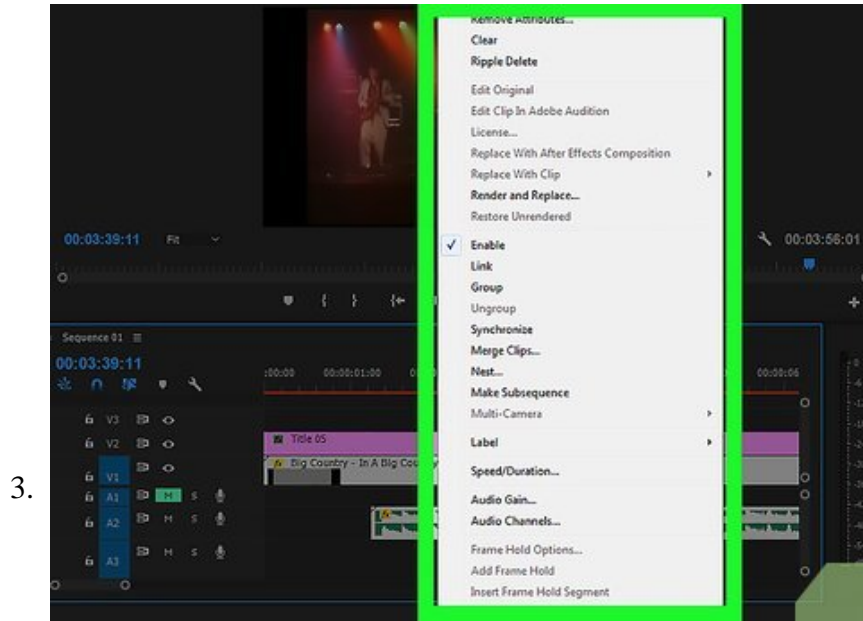 Remove Attributes...
Clear
Ripple Delete
Edit Original
Edit Clip In Adobe Audition
License...
Replace With After Effects Composition
Replace With Clip
Render and Replace...
Restore Unrendered
00:03:39:11 Fit 00:03:56:01
Enable
Link
Group
Ungroup
Synchronize
Merge Clips...
Nest...
Make Subsequence
Multi-Camera
Label
Speed/Duration...
Audio Gain...
Audio Channels...
Frame Hold Options...
Add Frame Hold
Insert Frame Hold Segment
Sequence 01
00:03:39:11
:00:00 00:00:01:00 00:00:06
V3
V2 Title 05
fx Big Country - In A Big Cou
V1
A1 M S
A2 M S
A3 M S
3.